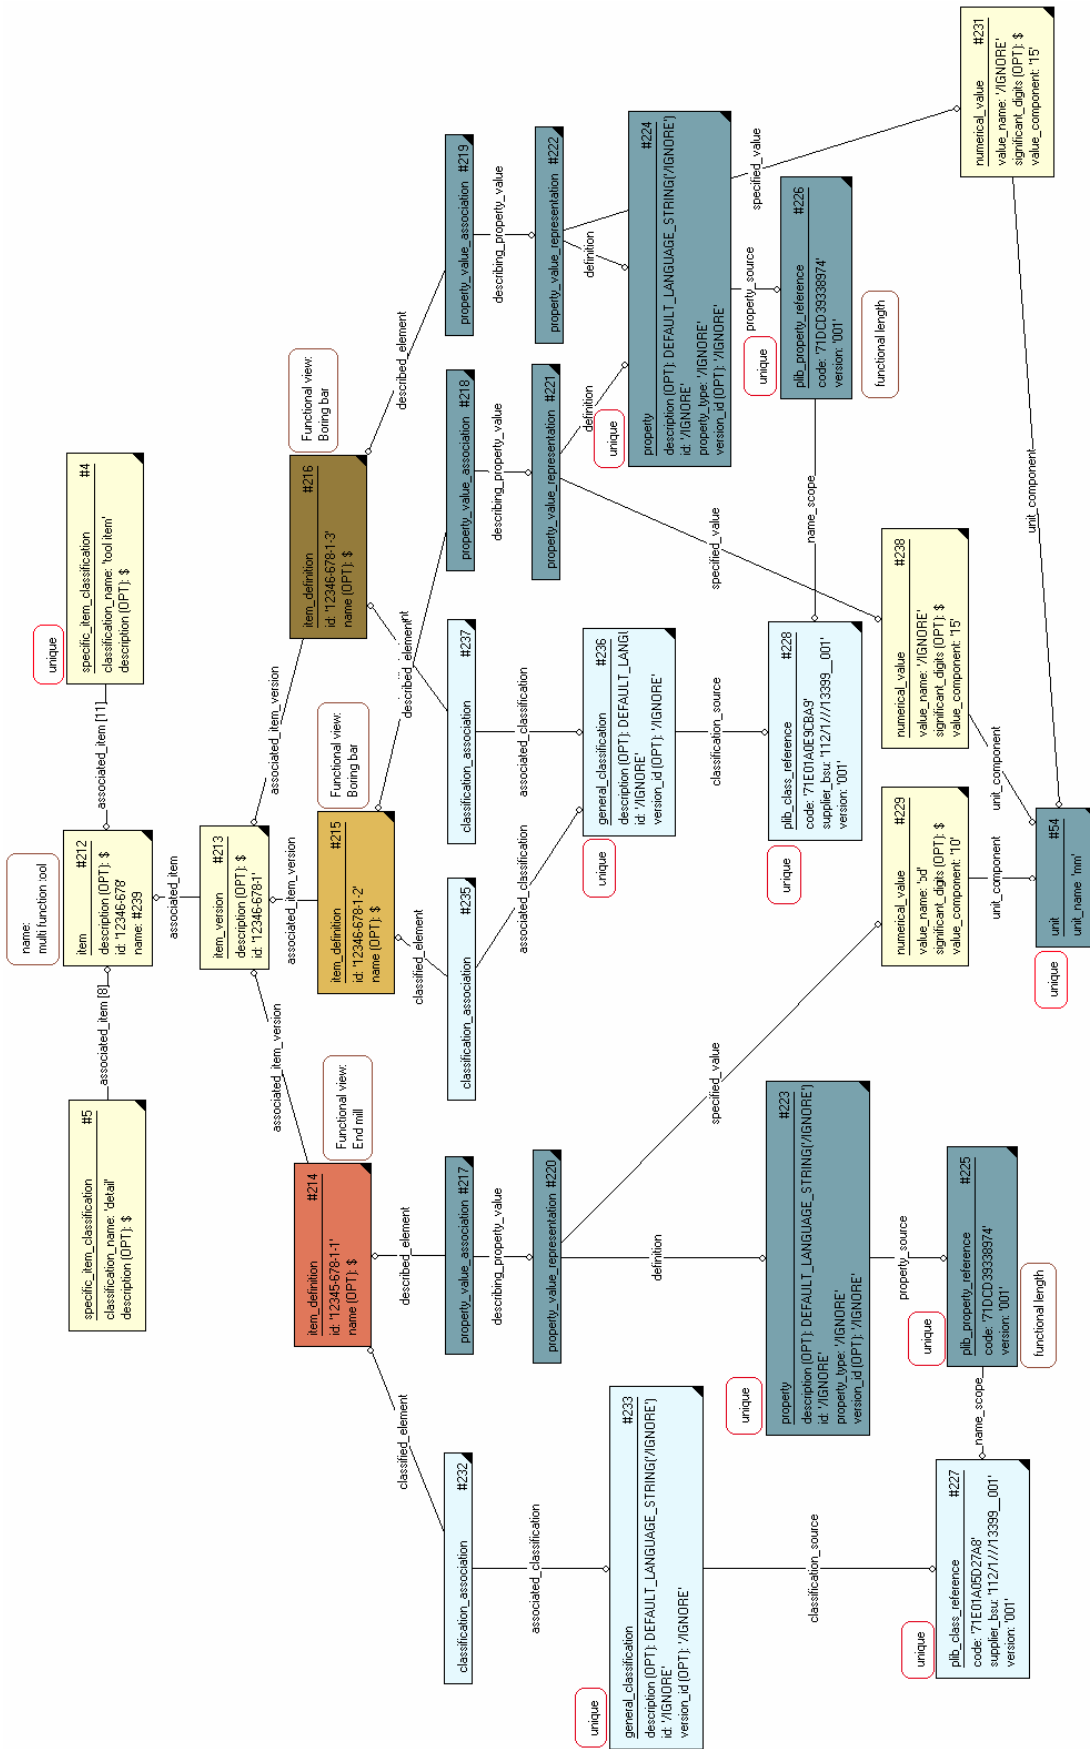 name:
multi function tool
unique
specific_item_classification #5
classification_name: 'detail'
description (OPT): $
associated_item [8]
item #212
description (OPT): $
id: '12346-678'
name: #239
associated_item [11]
specific_item_classification #4
classification_name: 'tool item'
description (OPT): $
associated_item
item_version #213
description (OPT): $
id: '12346-678-1'
associated_item_version
associated_item_version
associated_item_version
Functional view:
End mill
Functional view:
Boring bar
Functional view:
Boring bar
item_definition #214
id: '12345-678-1-1'
name (OPT): $
item_definition #215
id: '12346-678-1-2'
name (OPT): $
item_definition #216
id: '12346-678-1-3'
name (OPT): $
classified_element
described_element
classified_element
described_element
described_element
classification_association #232
property_value_association #217
classification_association #235
classification_association #237
property_value_association #218
property_value_association #219
associated_classification
describing_property_value
associated_classification
associated_classification
describing_property_value
describing_property_value
property_value_representation #220
property_value_representation #221
property_value_representation #222
unique
general_classification #233
description (OPT): DEFAULT_LANGUAGE_STRING('/IGNORE')
id: '/IGNORE'
version_id (OPT): '/IGNORE'
unique
general_classification #236
description (OPT): DEFAULT_LANGU
id: '/IGNORE'
version_id (OPT): '/IGNORE'
definition
definition
unique
property #224
description (OPT): DEFAULT_LANGUAGE_STRING('/IGNORE')
id: '/IGNORE'
property_type: '/IGNORE'
version_id (OPT): '/IGNORE'
definition
specified_value
specified_value
specified_value
unique
property #223
description (OPT): DEFAULT_LANGUAGE_STRING('/IGNORE')
id: '/IGNORE'
property_type: '/IGNORE'
version_id (OPT): '/IGNORE'
classification_source
classification_source
property_source
property_source
unique
plib_class_reference #228
code: '71E01A0E9CBA9'
supplier_bsu: '112/1///13399__001'
version: '001'
name_scope
unique
plib_property_reference #226
code: '71DCD39338974'
version: '001'
functional length
unique
plib_class_reference #227
code: '71E01A05D27A8'
supplier_bsu: '112/1///13399__001'
version: '001'
name_scope
unique
plib_property_reference #225
code: '71DCD39338974'
version: '001'
functional length
numerical_value #229
value_name: 'bd'
significant_digits (OPT): $
value_component: '10'
numerical_value #238
value_name: '/IGNORE'
significant_digits (OPT): $
value_component: '15'
numerical_value #231
value_name: '/IGNORE'
significant_digits (OPT): $
value_component: '15'
unit_component
unit_component
unit_component
unique
unit #54
unit_name: 'mm'